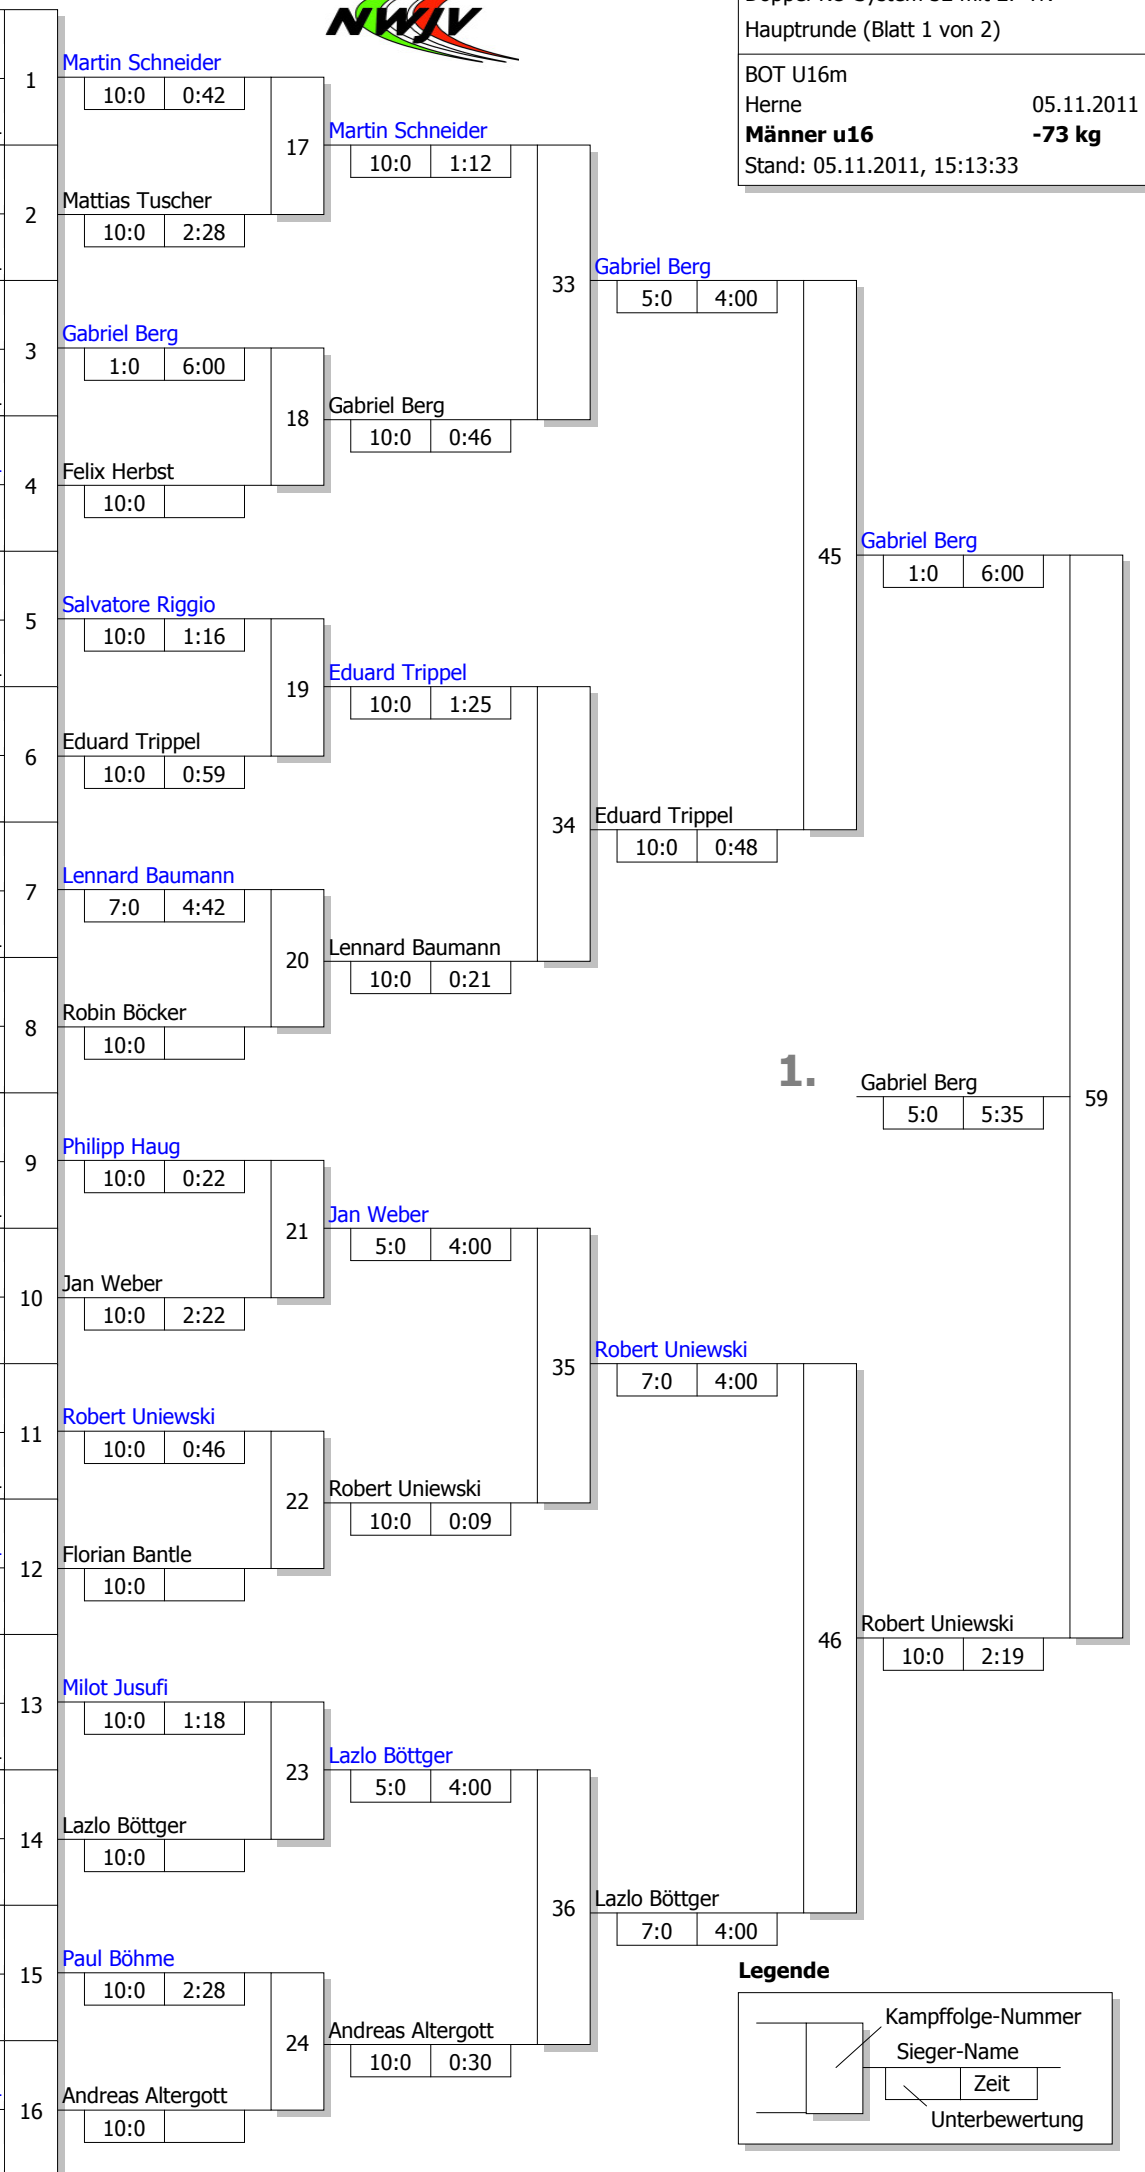 NWJV
Hauptrunde (Blatt 1 von 2)
BOT U16m
Herne 05.11.2011
Männer u16 -73 kg
Stand: 05.11.2011, 15:13:33
1
Martin Schneider
10:0 0:42
17
Martin Schneider
10:0 1:12
2
Mattias Tuscher
10:0 2:28
33
Gabriel Berg
5:0 4:00
3
Gabriel Berg
1:0 6:00
18
Gabriel Berg
10:0 0:46
4
Felix Herbst
10:0
45
Gabriel Berg
1:0 6:00
5
Salvatore Riggio
10:0 1:16
19
Eduard Trippel
10:0 1:25
6
Eduard Trippel
10:0 0:59
34
Eduard Trippel
10:0 0:48
7
Lennard Baumann
7:0 4:42
20
Lennard Baumann
10:0 0:21
8
Robin Böcker
10:0
1.
Gabriel Berg
5:0 5:35
59
9
Philipp Haug
10:0 0:22
21
Jan Weber
5:0 4:00
10
Jan Weber
10:0 2:22
35
Robert Uniewski
7:0 4:00
11
Robert Uniewski
10:0 0:46
22
Robert Uniewski
10:0 0:09
12
Florian Bantle
10:0
46
Robert Uniewski
10:0 2:19
13
Milot Jusufi
10:0 1:18
23
Lazlo Böttger
5:0 4:00
14
Lazlo Böttger
10:0
36
Lazlo Böttger
7:0 4:00
15
Paul Böhme
10:0 2:28
24
Andreas Altergott
10:0 0:30
16
Andreas Altergott
10:0
Legende
Kampffolge-Nummer
Sieger-Name
Zeit
Unterbewertung